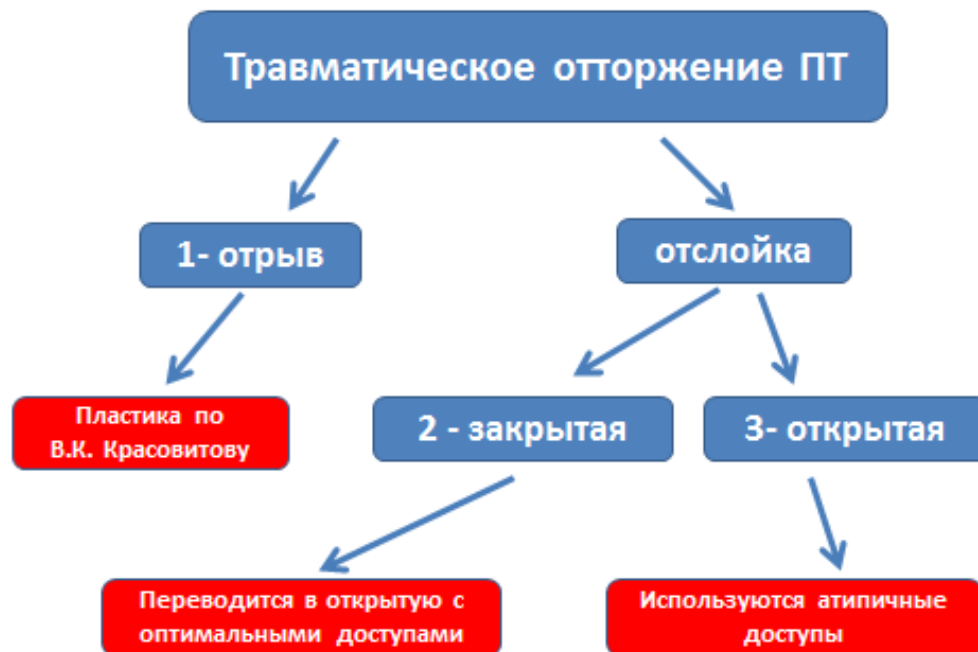 Травматическое отторжение ПТ
1- отрыв
отслойка
Пластика по
В.К. Красовитову
2 - закрытая
3- открытая
Переводится в открытую с
оптимальными доступами
Используются атипичные
доступы